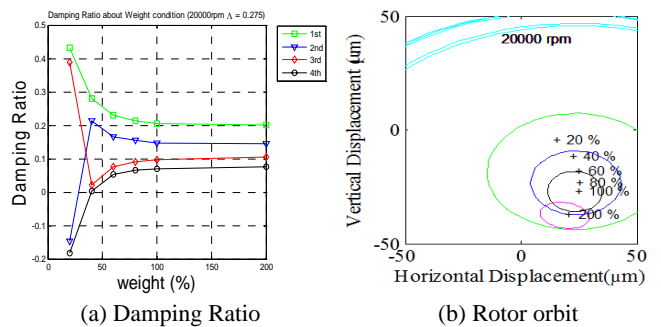 Damping Ratio about Weight condition (20000rpm Λ = 0.275)
0.5
0.4
0.3
0.2
0.1
0
-0.1
-0.2
Damping Ratio
1st
2nd
3rd
4th
0
50
100
150
200
weight (%)
(a) Damping Ratio
50
0
-50
Vertical Displacement (μm)
20000 rpm
+ 20 %
+ 40 %
+ 60 %
+ 80 %
+ 100 %
+ 200 %
-50
0
50
Horizontal Displacement(μm)
(b) Rotor orbit